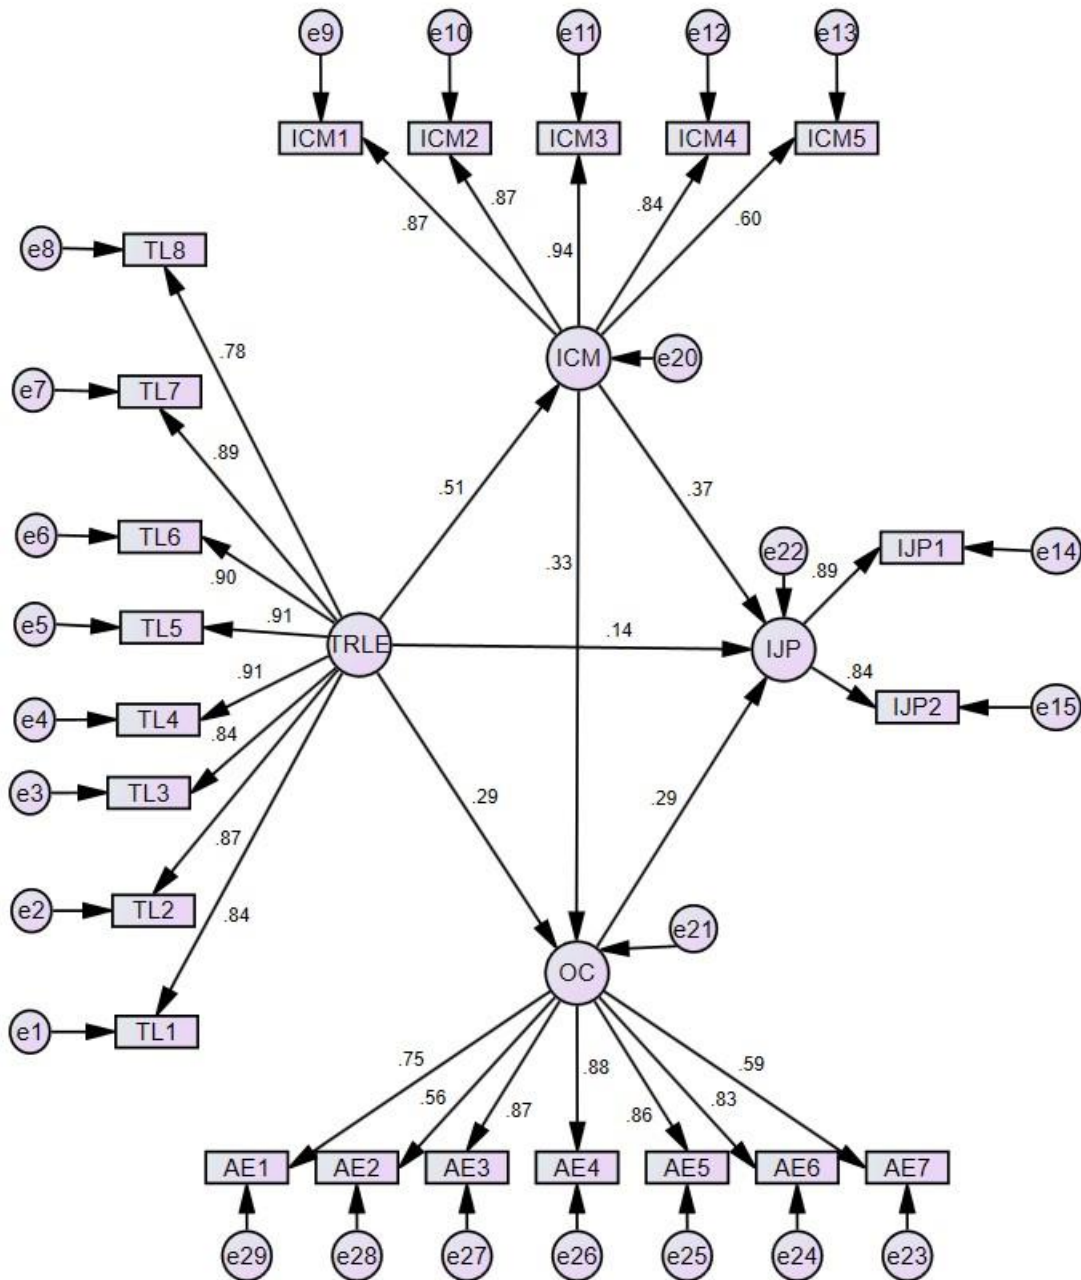 e9 e10 e11 e12 e13
ICM1 ICM2 ICM3 ICM4 ICM5
.87 .87 .94 .84 .60
e8 TL8
.78
ICM e20
e7 TL7
.89
.51 .37
e6 TL6
.90
.33
e22 IJP1 e14
.89
e5 TL5
.91
TRLE .14 IJP
.91
.84
e4 TL4
IJP2 e15
.84
e3 TL3
.29 .29
.87
e2 TL2
.84
e21
OC
e1 TL1
.75 .56 .87 .88 .86 .83 .59
AE1 AE2 AE3 AE4 AE5 AE6 AE7
e29 e28 e27 e26 e25 e24 e23